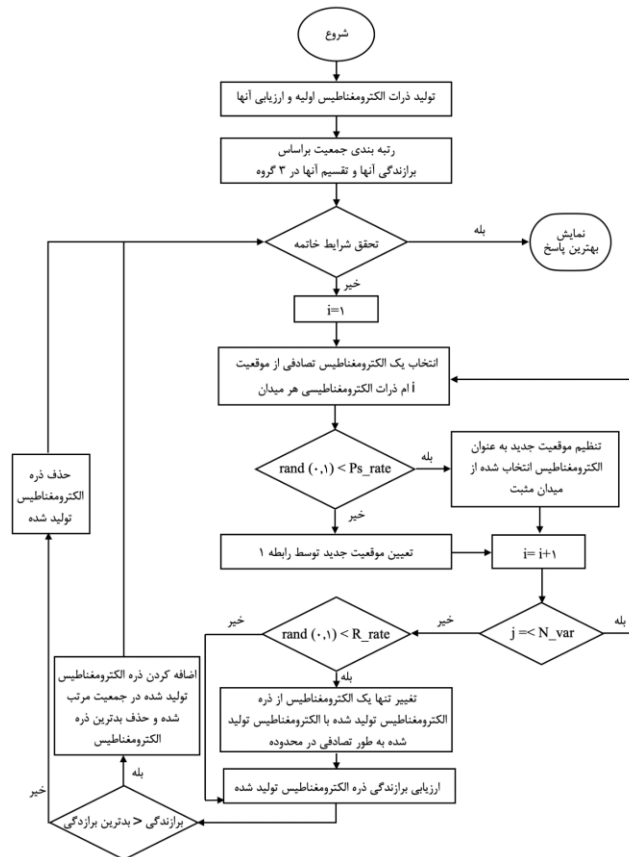 شروع
تولید ذرات الکترومغناطیس اولیه و ارزیابی آنها
رتبه بندی جمعیت براساس
برازندگی آنها و تقسیم آنها در ۳ گروه
تحقق شرایط خاتمه
بله
نمایش
بهترین پاسخ
خیر
i=۱
انتخاب یک الکترومغناطیس تصادفی از موقعیت
i ام ذرات الکترومغناطیسی هر میدان
rand (۰,۱) < Ps_rate
بله
تنظیم موقعیت جدید به عنوان
الکترومغناطیس انتخاب شده از
میدان مثبت
خیر
تعیین موقعیت جدید توسط رابطه ۱
i= i+۱
j =< N_var
بله
خیر
rand (۰,۱) < R_rate
خیر
بله
تغییر تنها یک الکترومغناطیس از ذره
الکترومغناطیس تولید شده با الکترومغناطیس تولید
شده به طور تصادفی در محدوده
ارزیابی برازندگی ذره الکترومغناطیس تولید شده
برازندگی < بدترین برازدگی
بله
اضافه کردن ذره الکترومغناطیس
تولید شده در جمعیت مرتب
شده و حذف بدترین ذره
الکترومغناطیس
خیر
حذف ذره
الکترومغناطیس
تولید شده